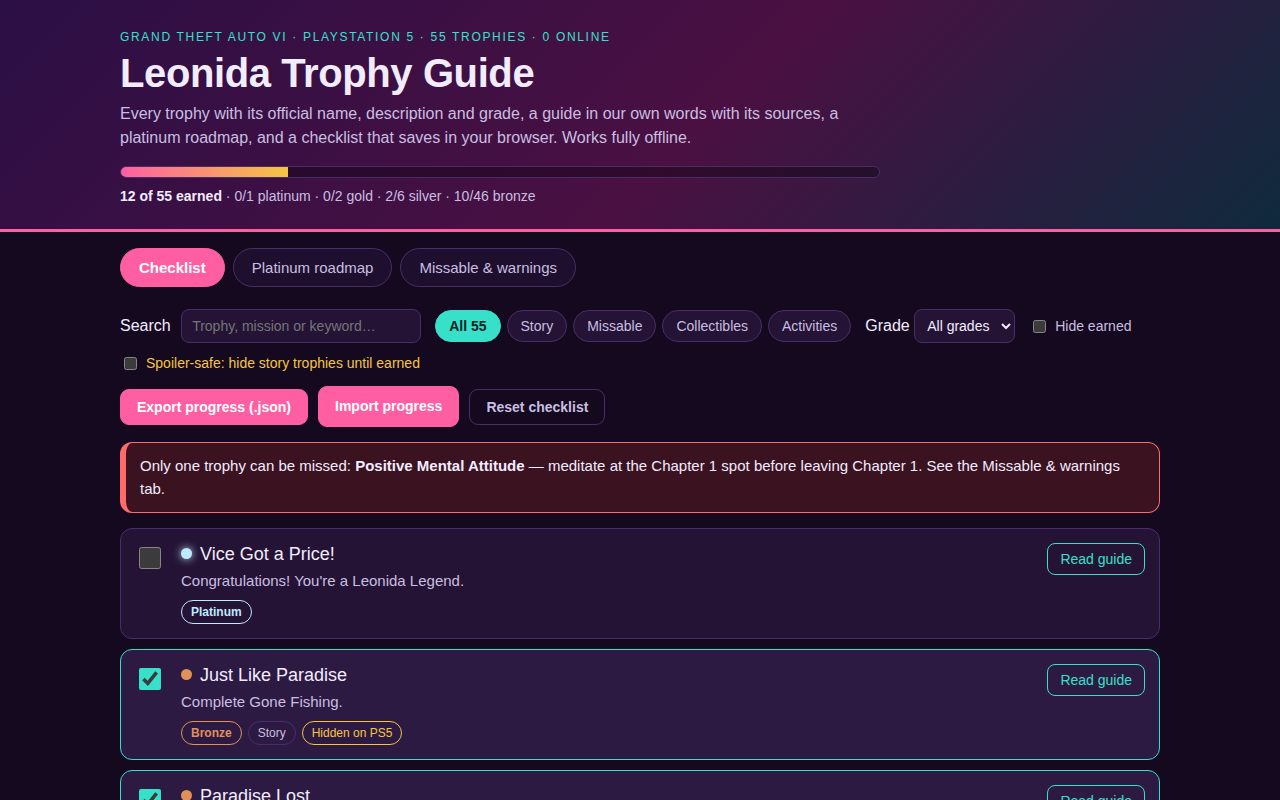 GRAND THEFT AUTO VI · PLAYSTATION 5 · 55 TROPHIES · 0 ONLINE
Leonida Trophy Guide
Every trophy with its official name, description and grade, a guide in our own words with its sources, a
platinum roadmap, and a checklist that saves in your browser. Works fully offline.
12 of 55 earned · 0/1 platinum · 0/2 gold · 2/6 silver · 10/46 bronze
Checklist Platinum roadmap Missable & warnings
Search Trophy, mission or keyword… All 55 Story Missable Collectibles Activities Grade All grades Hide earned
Spoiler-safe: hide story trophies until earned
Export progress (.json) Import progress Reset checklist
Only one trophy can be missed: Positive Mental Attitude — meditate at the Chapter 1 spot before leaving Chapter 1. See the Missable & warnings
tab.
Vice Got a Price! Read guide
Congratulations! You're a Leonida Legend.
Platinum
Just Like Paradise Read guide
Complete Gone Fishing.
Bronze Story Hidden on PS5
Paradise Lost Read guide